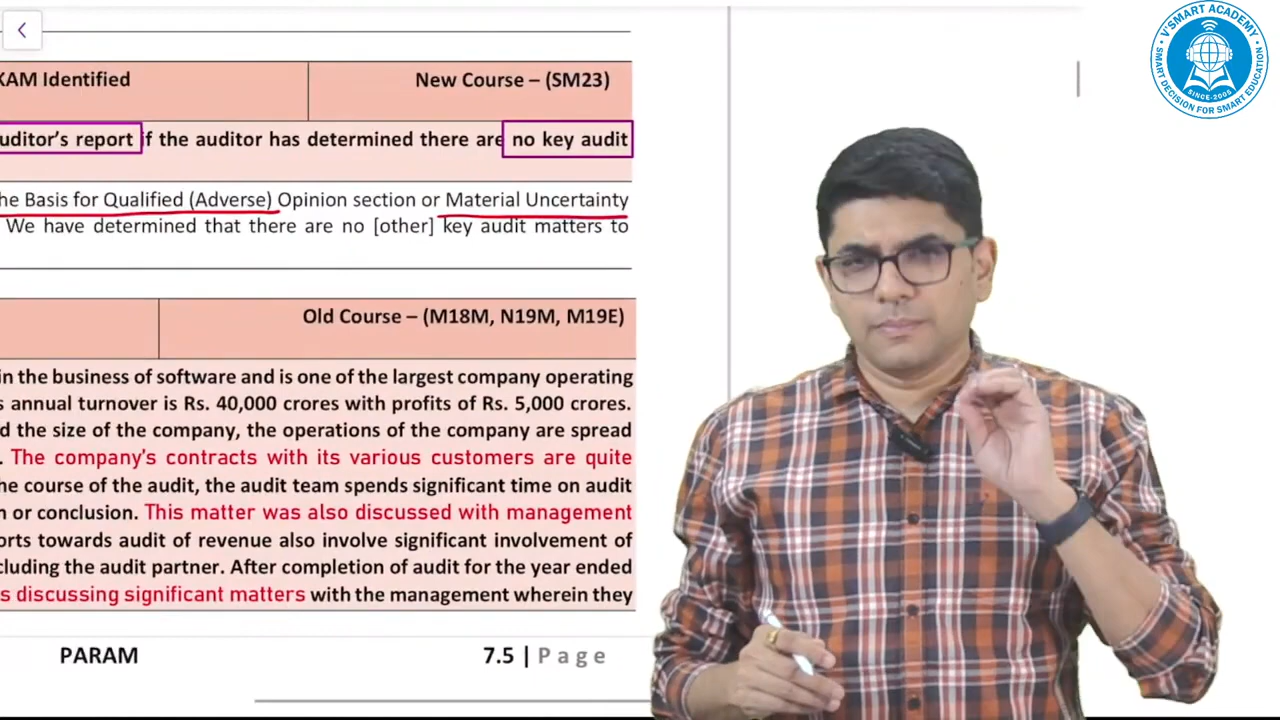 KAM Identified
New Course – (SM23)
uditor's report if the auditor has determined there are no key audit
he Basis for Qualified (Adverse) Opinion section or Material Uncertainty
We have determined that there are no [other] key audit matters to
Old Course – (M18M, N19M, M19E)
in the business of software and is one of the largest company operating
s annual turnover is Rs. 40,000 crores with profits of Rs. 5,000 crores.
d the size of the company, the operations of the company are spread
. The company's contracts with its various customers are quite
he course of the audit, the audit team spends significant time on audit
n or conclusion. This matter was also discussed with management
orts towards audit of revenue also involve significant involvement of
cluding the audit partner. After completion of audit for the year ended
s discussing significant matters with the management wherein they
PARAM
7.5 | Page
V'SMART ACADEMY
SINCE-2005
SMART DECISION FOR SMART EDUCATION